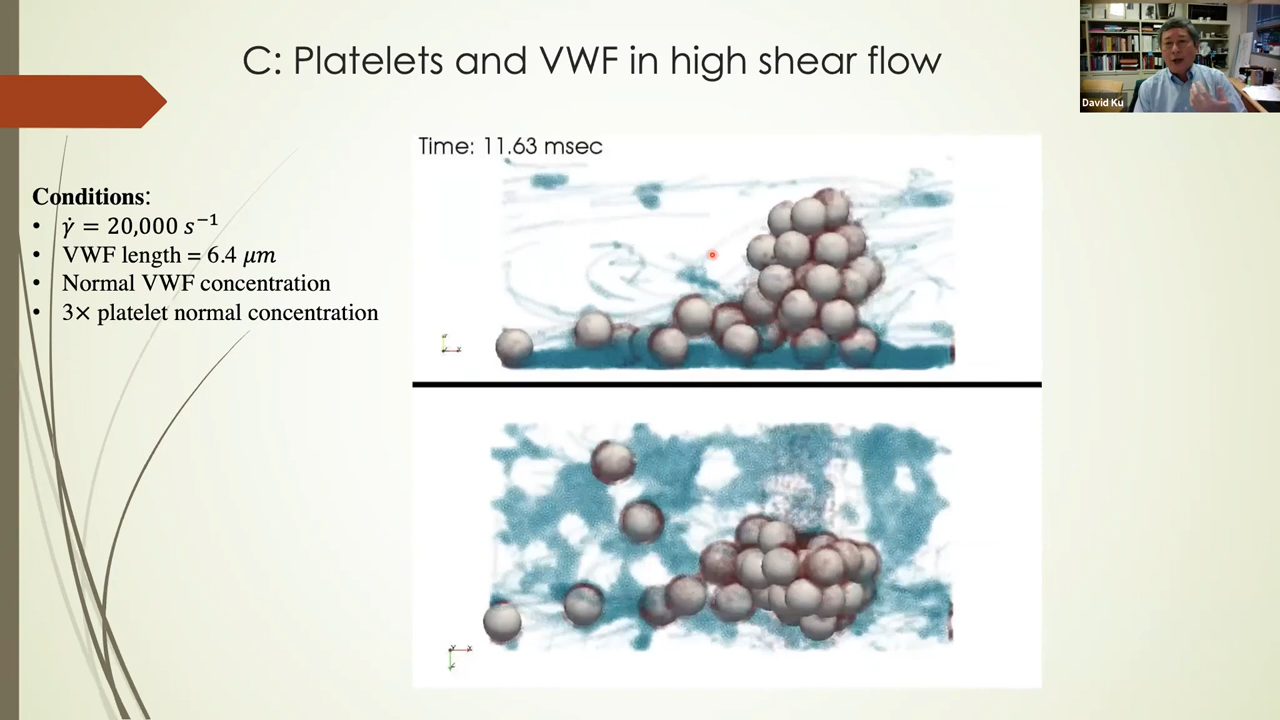 C: Platelets and VWF in high shear flow
David Ku
Time: 11.63 msec
Conditions:
• γ̇ = 20,000 s⁻¹
• VWF length = 6.4 μm
• Normal VWF concentration
• 3× platelet normal concentration